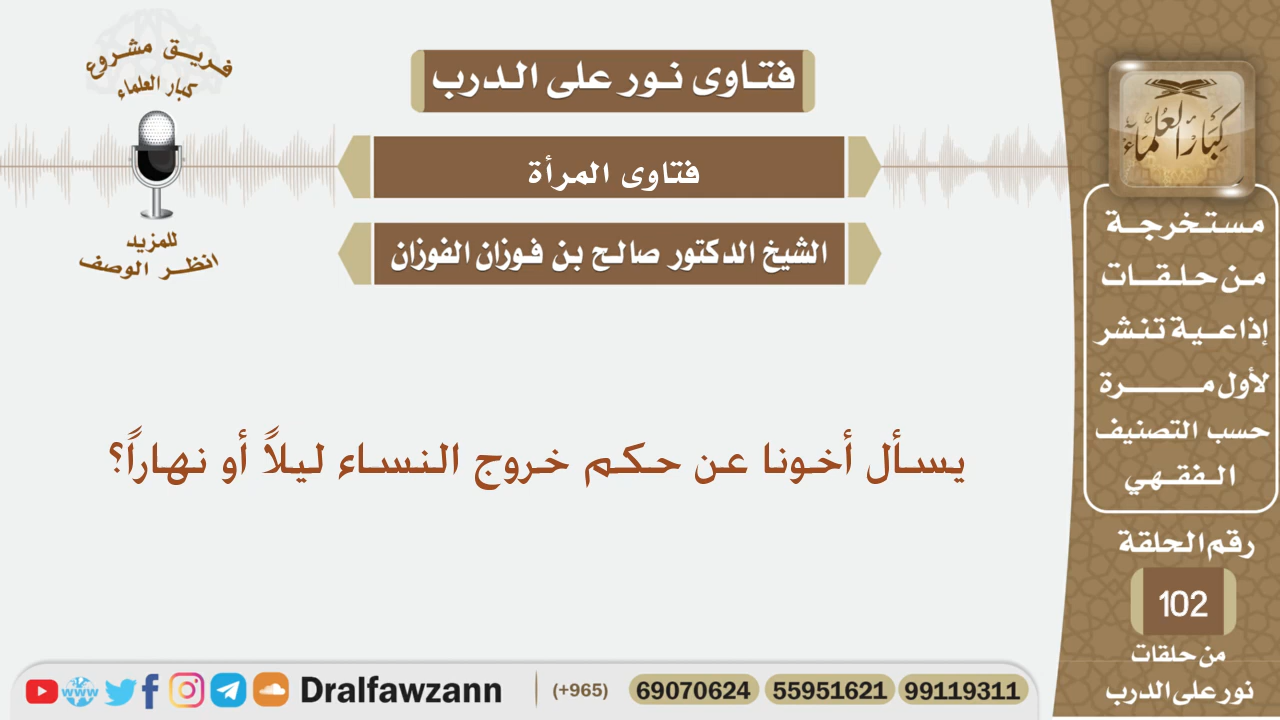 فريق مشروع
كبار العلماء
للمزيد
انظر الوصف
فتاوى نور على الدرب
فتاوى المرأة
الشيخ الدكتور صالح بن فوزان الفوزان
يسأل أخونا عن حكم خروج النساء ليلاً أو نهاراً؟
كبار العلماء
مستخرجة
من حلقات
إذاعية تنشر
لأول مرة
حسب التصنيف
الفقهي
رقم الحلقة
102
من حلقات
نور على الدرب
www Dralfawzann (+965) 69070624 55951621 99119311